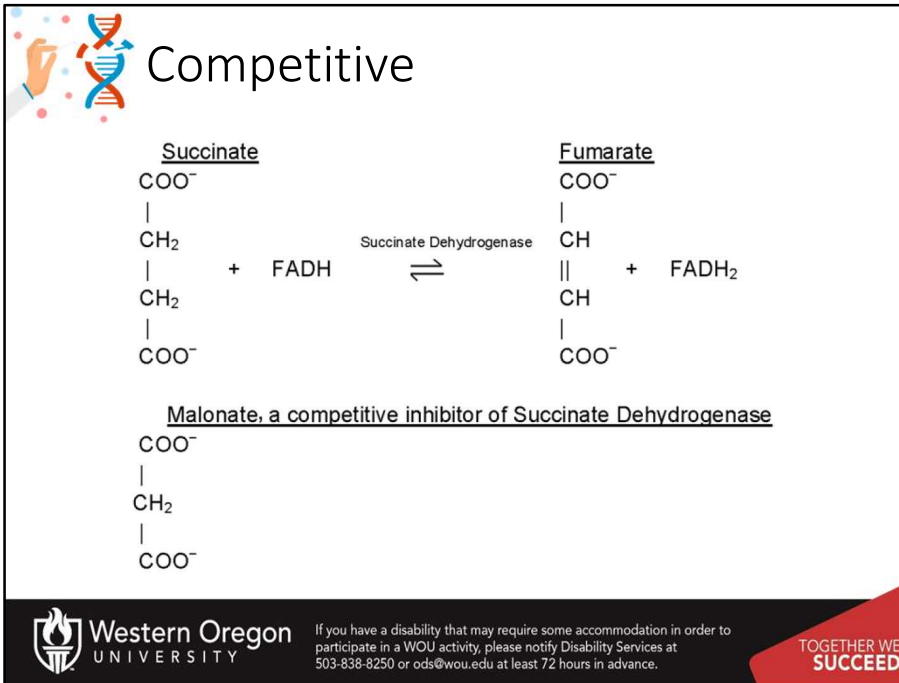 Competitive
Succinate
COO⁻
|
CH₂
|
CH₂
|
COO⁻
+ FADH
Succinate Dehydrogenase
⇌
Fumarate
COO⁻
|
CH
||
CH
|
COO⁻
+ FADH₂
Malonate, a competitive inhibitor of Succinate Dehydrogenase
COO⁻
|
CH₂
|
COO⁻
Western Oregon
UNIVERSITY
If you have a disability that may require some accommodation in order to
participate in a WOU activity, please notify Disability Services at
503-838-8250 or ods@wou.edu at least 72 hours in advance.
TOGETHER WE
SUCCEED